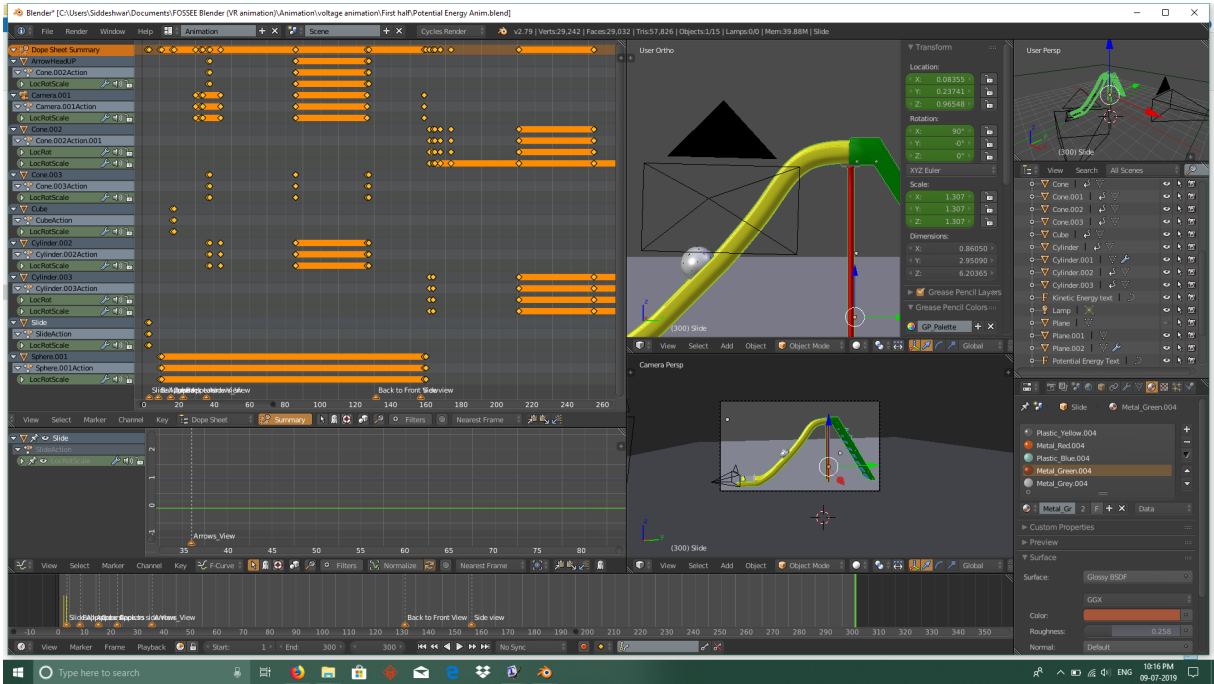 Blender* [C:\Users\Siddeshwar\Documents\FOSSEE Blender (VR animation)\Animation\voltage animation\First half\Potential Energy Anim.blend]
File Render Window Help Animation Scene Cycles Render v2.79 | Verts:29,242 | Faces:29,032 | Tris:57,826 | Objects:1/15 | Lamps:0/0 | Mem:39.88M | Slide
Dope Sheet Summary
ArrowHeadUP
Cone.002Action
LocRotScale
Camera.001
Camera.001Action
LocRotScale
Cone.002
Cone.002Action.001
LocRot
LocRotScale
Cone.003
Cone.003Action
LocRotScale
Cube
CubeAction
LocRotScale
Cylinder.002
Cylinder.002Action
LocRotScale
Cylinder.003
Cylinder.003Action
LocRot
LocRotScale
Slide
SlideAction
LocRotScale
Sphere.001
Sphere.001Action
LocRotScale
Back to Front View
0 20 40 60 80 100 120 140 160 180 200 220 240 260
View Select Marker Channel Key Dope Sheet Summary Filters Nearest Frame
Slide
SlideAction
LocRotScale
2
1
0
-1
Arrows_View
35 40 45 50 55 60 65 70 75 80
View Select Marker Channel Key F-Curve Filters Normalize Nearest Frame
User Ortho
(300) Slide
View Select Add Object Object Mode Global
Transform
Location:
X: 0.08355
Y: 0.23741
Z: 0.96548
Rotation:
X: 90°
Y: -0°
Z: 0°
XYZ Euler
Scale:
X: 1.307
Y: 1.307
Z: 1.307
Dimensions:
X: 0.86050
Y: 2.95090
Z: 6.20365
Grease Pencil Layers
Grease Pencil Colors
GP_Palette
Camera Persp
(300) Slide
View Select Add Object Object Mode Global
User Persp
(300) Slide
View Search All Scenes
Cone
Cone.001
Cone.002
Cone.003
Cube
Cylinder
Cylinder.001
Cylinder.002
Cylinder.003
Kinetic Energy text
Lamp
Plane
Plane.001
Plane.002
Potential Energy Text
Slide Metal_Green.004
Plastic_Yellow.004
Metal_Red.004
Plastic_Blue.004
Metal_Green.004
Metal_Grey.004
Metal_Gr 2 F Data
Custom Properties
Preview
Surface
Surface: Glossy BSDF
GGX
Color:
Roughness: 0.258
Normal: Default
Back to Front View Side view
-10 0 10 20 30 40 50 60 70 80 90 100 110 120 130 140 150 160 170 180 190 200 210 220 230 240 250 260 270 280 290 300 310 320 330 340 350
View Marker Frame Playback Start: 1 End: 300 300 No Sync
Type here to search
ENG
10:16 PM
09-07-2019